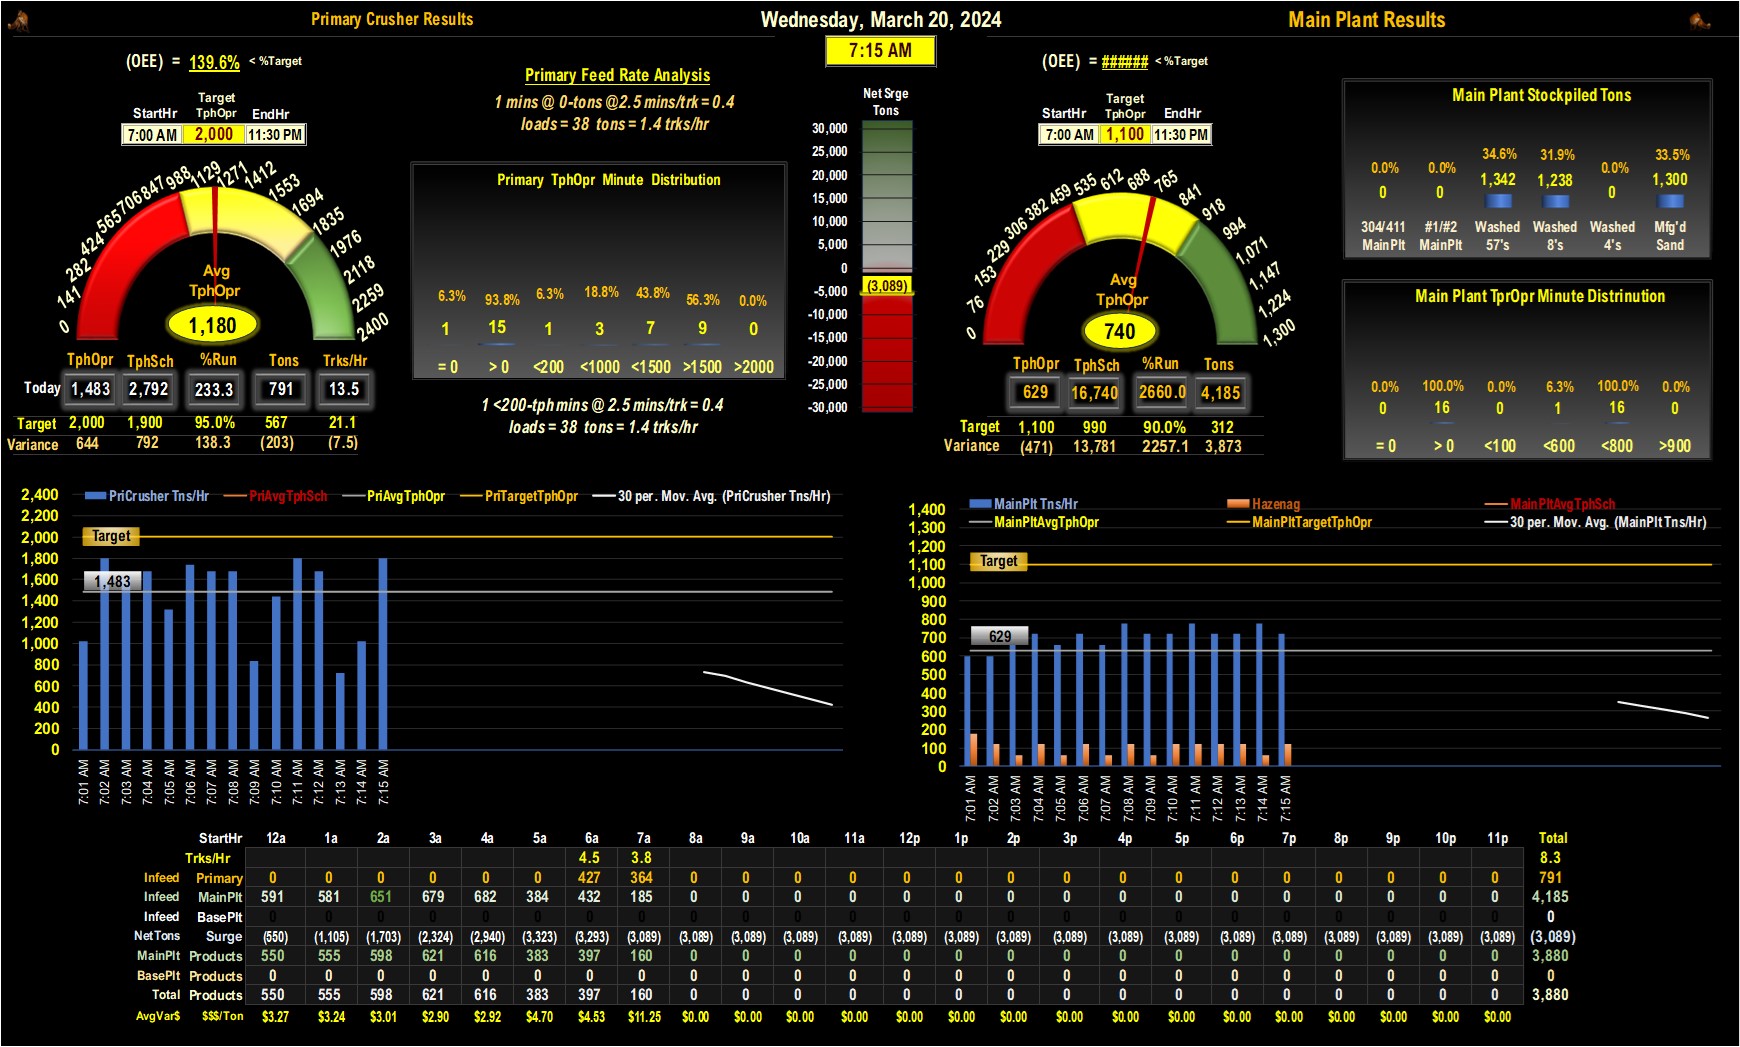 Primary Crusher Results
Wednesday, March 20, 2024
Main Plant Results
7:15 AM
(OEE) = 139.6% < %Target
StartHr Target TphOpr EndHr
7:00 AM 2,000 11:30 PM
0 141 282 424 565 706 847 988 1129 1271 1412 1553 1694 1835 1976 2118 2259 2400
Avg
TphOpr
1,180
TphOpr TphSch %Run Tons Trks/Hr
Today 1,483 2,792 233.3 791 13.5
Target 2,000 1,900 95.0% 567 21.1
Variance 644 792 138.3 (203) (7.5)
Primary Feed Rate Analysis
1 mins @ 0-tons @2.5 mins/trk = 0.4
loads = 38 tons = 1.4 trks/hr
Primary TphOpr Minute Distribution
6.3% 93.8% 6.3% 18.8% 43.8% 56.3% 0.0%
1 15 1 3 7 9 0
= 0 > 0 <200 <1000 <1500 >1500 >2000
1 <200-tph mins @ 2.5 mins/trk = 0.4
loads = 38 tons = 1.4 trks/hr
Net Srge
Tons
30,000
25,000
20,000
15,000
10,000
5,000
0
(3,089)
-5,000
-10,000
-15,000
-20,000
-25,000
-30,000
(OEE) = ###### < %Target
StartHr Target TphOpr EndHr
7:00 AM 1,100 11:30 PM
0 76 153 229 306 382 459 535 612 688 765 841 918 994 1,071 1,147 1,224 1,300
Avg
TphOpr
740
TphOpr TphSch %Run Tons
629 16,740 2660.0 4,185
Target 1,100 990 90.0% 312
Variance (471) 13,781 2257.1 3,873
Main Plant Stockpiled Tons
0.0% 0.0% 34.6% 31.9% 0.0% 33.5%
0 0 1,342 1,238 0 1,300
304/411 #1/#2 Washed Washed Washed Mfg'd
MainPlt MainPlt 57's 8's 4's Sand
Main Plant TprOpr Minute Distrinution
0.0% 100.0% 0.0% 6.3% 100.0% 0.0%
0 16 0 1 16 0
= 0 > 0 <100 <600 <800 >900
PriCrusher Tns/Hr PriAvgTphSch PriAvgTphOpr PriTargetTphOpr 30 per. Mov. Avg. (PriCrusher Tns/Hr)
2,400
2,200
2,000
1,800
1,600
1,400
1,200
1,000
800
600
400
200
0
Target
1,483
7:01 AM 7:02 AM 7:03 AM 7:04 AM 7:05 AM 7:06 AM 7:07 AM 7:08 AM 7:09 AM 7:10 AM 7:11 AM 7:12 AM 7:13 AM 7:14 AM 7:15 AM
MainPlt Tns/Hr Hazenag MainPltAvgTphSch
MainPltAvgTphOpr MainPltTargetTphOpr 30 per. Mov. Avg. (MainPlt Tns/Hr)
1,400
1,300
1,200
1,100
1,000
900
800
700
600
500
400
300
200
100
0
Target
629
7:01 AM 7:02 AM 7:03 AM 7:04 AM 7:05 AM 7:06 AM 7:07 AM 7:08 AM 7:09 AM 7:10 AM 7:11 AM 7:12 AM 7:13 AM 7:14 AM 7:15 AM
StartHr 12a 1a 2a 3a 4a 5a 6a 7a 8a 9a 10a 11a 12p 1p 2p 3p 4p 5p 6p 7p 8p 9p 10p 11p Total
Trks/Hr 4.5 3.8 8.3
Infeed Primary 0 0 0 0 0 0 427 364 0 0 0 0 0 0 0 0 0 0 0 0 0 0 0 0 791
Infeed MainPlt 591 581 651 679 682 384 432 185 0 0 0 0 0 0 0 0 0 0 0 0 0 0 0 0 4,185
Infeed BasePlt 0 0 0 0 0 0 0 0 0 0 0 0 0 0 0 0 0 0 0 0 0 0 0 0 0
NetTons Surge (550) (1,105) (1,703) (2,324) (2,940) (3,323) (3,293) (3,089) (3,089) (3,089) (3,089) (3,089) (3,089) (3,089) (3,089) (3,089) (3,089) (3,089) (3,089) (3,089) (3,089) (3,089) (3,089) (3,089) (3,089)
MainPlt Products 550 555 598 621 616 383 397 160 0 0 0 0 0 0 0 0 0 0 0 0 0 0 0 0 3,880
BasePlt Products 0 0 0 0 0 0 0 0 0 0 0 0 0 0 0 0 0 0 0 0 0 0 0 0 0
Total Products 550 555 598 621 616 383 397 160 0 0 0 0 0 0 0 0 0 0 0 0 0 0 0 0 3,880
AvgVar$ $$$/Ton $3.27 $3.24 $3.01 $2.90 $2.92 $4.70 $4.53 $11.25 $0.00 $0.00 $0.00 $0.00 $0.00 $0.00 $0.00 $0.00 $0.00 $0.00 $0.00 $0.00 $0.00 $0.00 $0.00 $0.00